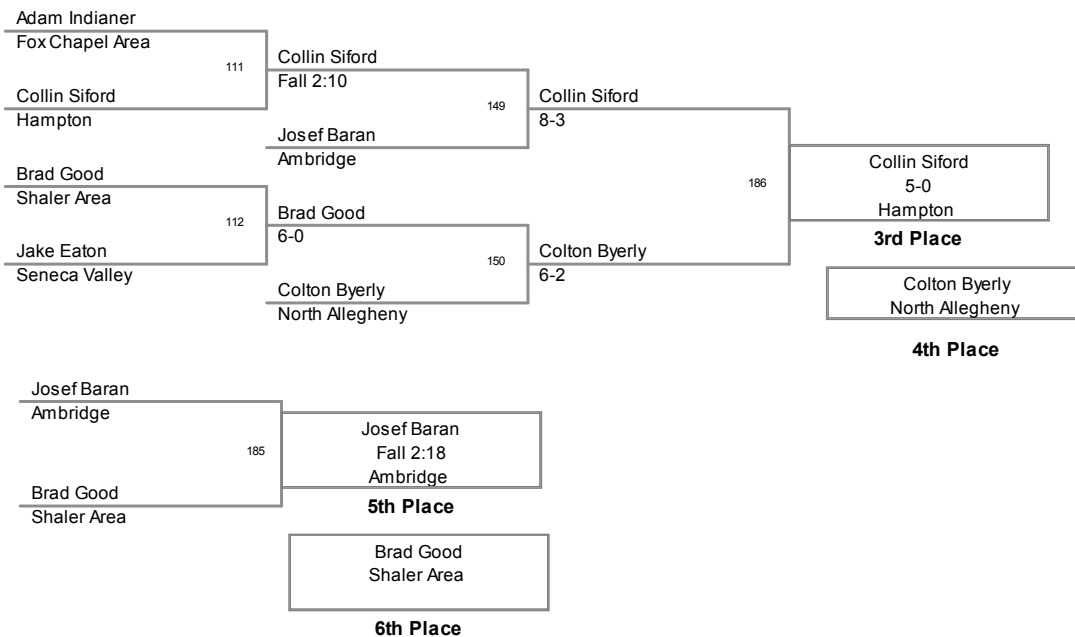 Adam Indianer
Fox Chapel Area
111
Collin Siford
Hampton
Collin Siford
Fall 2:10
149
Josef Baran
Ambridge
Collin Siford
8-3
Brad Good
Shaler Area
112
Jake Eaton
Seneca Valley
Brad Good
6-0
150
Colton Byerly
North Allegheny
Colton Byerly
6-2
186
Collin Siford
5-0
Hampton
3rd Place
Colton Byerly
North Allegheny
4th Place
Josef Baran
Ambridge
185
Brad Good
Shaler Area
Josef Baran
Fall 2:18
Ambridge
5th Place
Brad Good
Shaler Area
6th Place